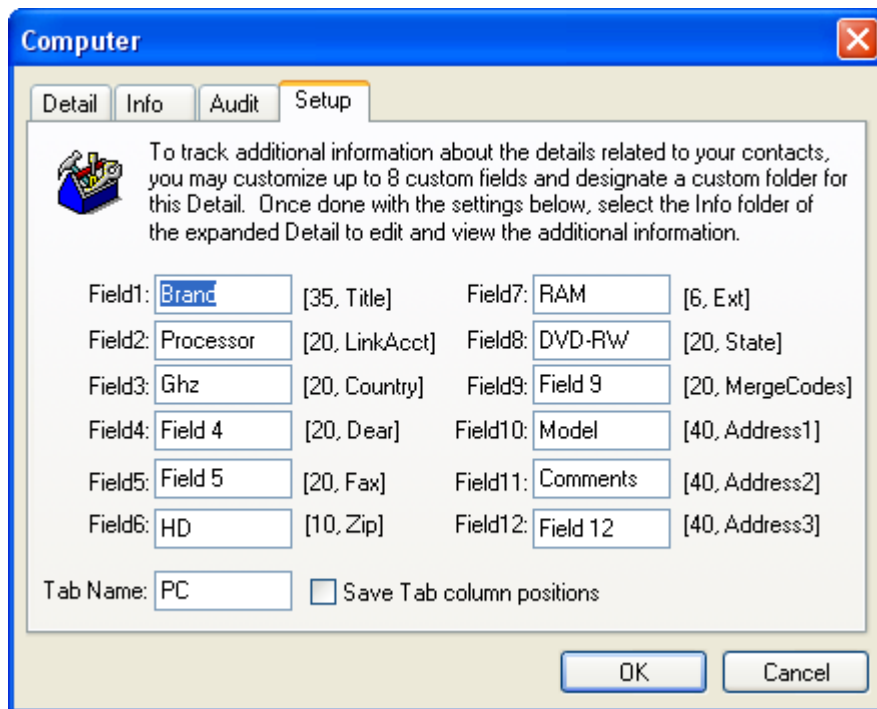 Computer
Detail Info Audit Setup
To track additional information about the details related to your contacts,
you may customize up to 8 custom fields and designate a custom folder for
this Detail. Once done with the settings below, select the Info folder of
the expanded Detail to edit and view the additional information.
Field1: Brand [35, Title] Field7: RAM [6, Ext]
Field2: Processor [20, LinkAcct] Field8: DVD-RW [20, State]
Field3: Ghz [20, Country] Field9: Field 9 [20, MergeCodes]
Field4: Field 4 [20, Dear] Field10: Model [40, Address1]
Field5: Field 5 [20, Fax] Field11: Comments [40, Address2]
Field6: HD [10, Zip] Field12: Field 12 [40, Address3]
Tab Name: PC Save Tab column positions
OK Cancel